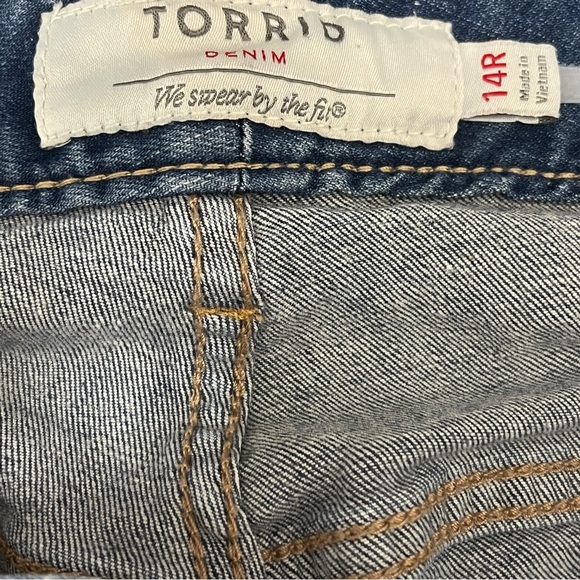 TORRID
DENIM
We swear by the fit®
14R
Made in
Vietnam